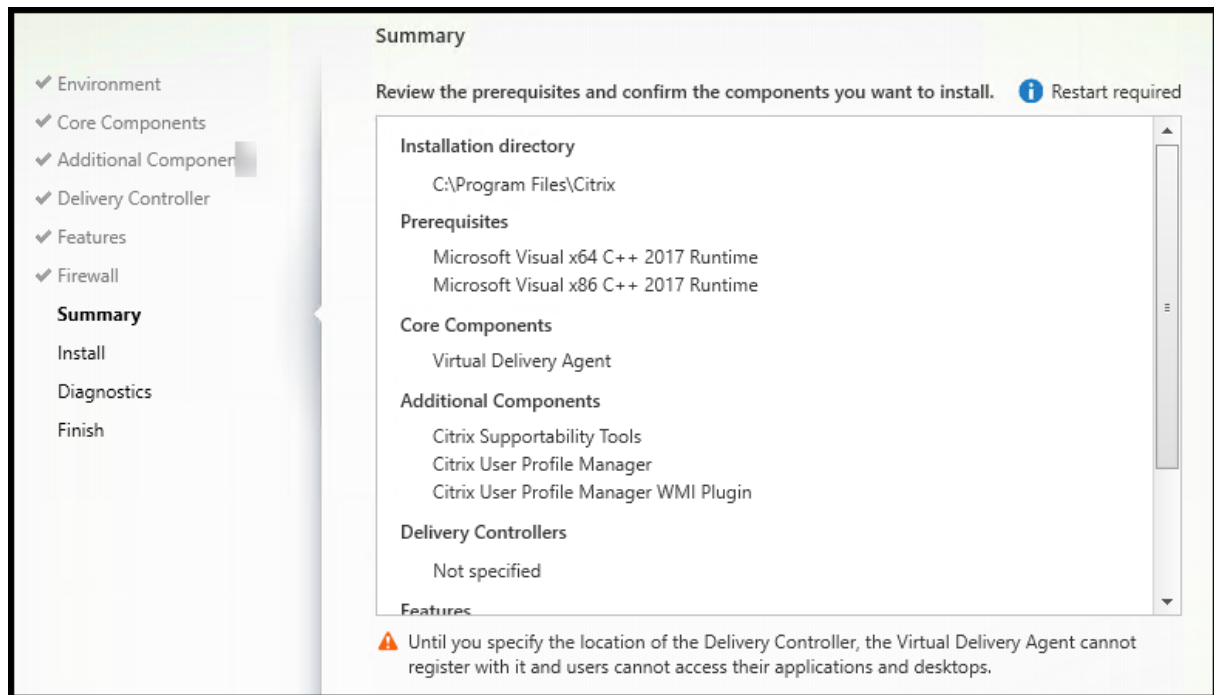 Summary
Environment
Core Components
Additional Componen
Delivery Controller
Features
Firewall
Summary
Install
Diagnostics
Finish
Review the prerequisites and confirm the components you want to install.
Restart required
Installation directory
C:\Program Files\Citrix
Prerequisites
Microsoft Visual x64 C++ 2017 Runtime
Microsoft Visual x86 C++ 2017 Runtime
Core Components
Virtual Delivery Agent
Additional Components
Citrix Supportability Tools
Citrix User Profile Manager
Citrix User Profile Manager WMI Plugin
Delivery Controllers
Not specified
Features
Until you specify the location of the Delivery Controller, the Virtual Delivery Agent cannot
register with it and users cannot access their applications and desktops.